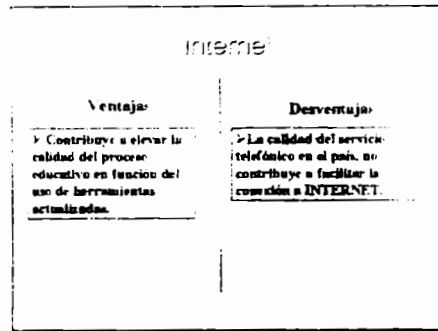 Internet
Ventajas
➢ Contribuye a elevar la
calidad del proceso
educativo en función del
uso de herramientas
actualizadas.
Desventajas
➢ La calidad del servicio
telefónico en el país, no
contribuye a facilitar la
conexión a INTERNET.